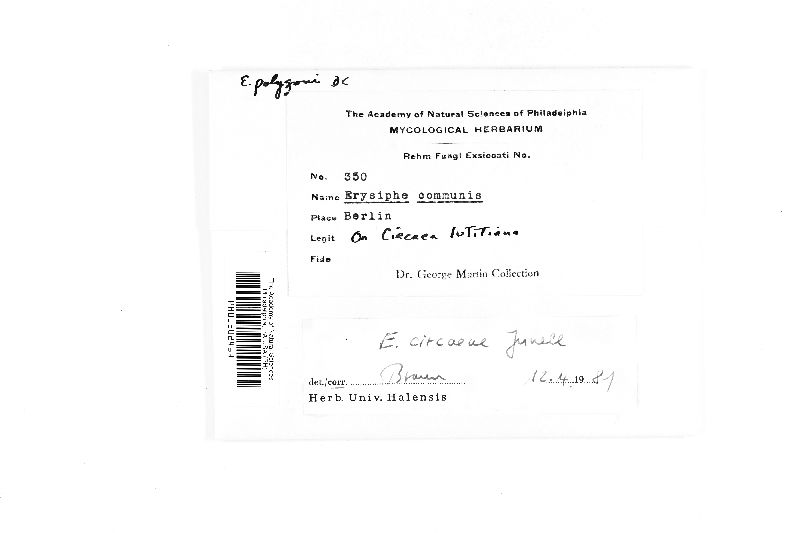 E. polygoni DC
The Academy of Natural Sciences of Philadelphia
MYCOLOGICAL HERBARIUM
Rehm Fungi Exsiccati No.
No. 350
Name Erysiphe communis
Place Berlin
Legit On Circaea lutitiana
Fide
Dr. George Martin Collection
E. circaeae Junell
det./corr. Braun 12.4.1981
Herb. Univ. Halensis